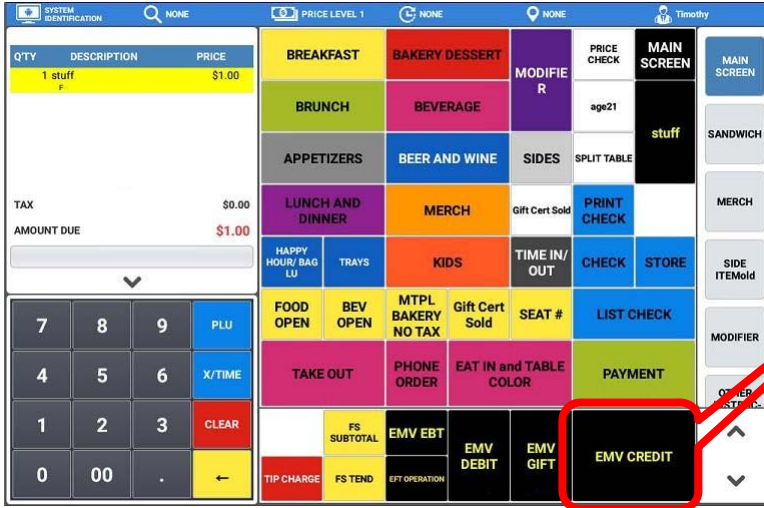 SYSTEM
IDENTIFICATION
NONE
PRICE LEVEL 1
NONE
NONE
Timothy
Q'TY DESCRIPTION PRICE
1 stuff $1.00
F
TAX $0.00
AMOUNT DUE $1.00
7 8 9 PLU
4 5 6 X/TIME
1 2 3 CLEAR
0 00 . ←
BREAKFAST
BAKERY DESSERT
MODIFIE
R
PRICE
CHECK
MAIN
SCREEN
BRUNCH
BEVERAGE
age21
stuff
APPETIZERS
BEER AND WINE
SIDES
SPLIT TABLE
LUNCH AND
DINNER
MERCH
Gift Cert Sold
PRINT
CHECK
HAPPY
HOUR/ BAG
LU
TRAYS
KIDS
TIME IN/
OUT
CHECK
STORE
FOOD
OPEN
BEV
OPEN
MTPL
BAKERY
NO TAX
Gift Cert
Sold
SEAT #
LIST CHECK
TAKE OUT
PHONE
ORDER
EAT IN and TABLE
COLOR
PAYMENT
FS
SUBTOTAL
EMV EBT
EMV
DEBIT
EMV
GIFT
EMV CREDIT
TIP CHARGE
FS TEND
EFT OPERATION
MAIN
SCREEN
SANDWICH
MERCH
SIDE
ITEMold
MODIFIER